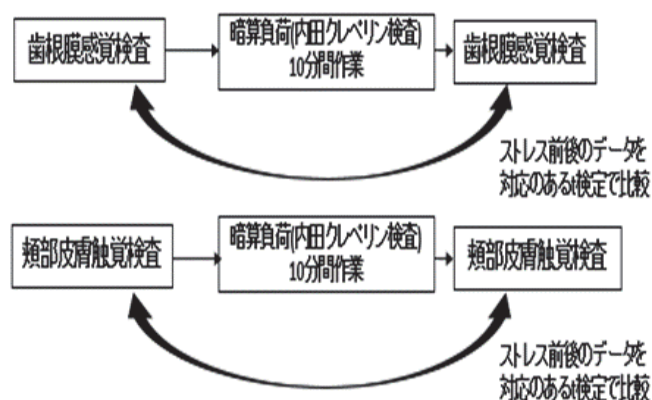 歯根膜感覚検査
暗算負荷(内田クレペリン検査)
10分間作業
歯根膜感覚検査
ストレス前後のデータを
対応のあるt検定で比較
頬部皮膚触覚検査
暗算負荷(内田クレペリン検査)
10分間作業
頬部皮膚触覚検査
ストレス前後のデータを
対応のあるt検定で比較